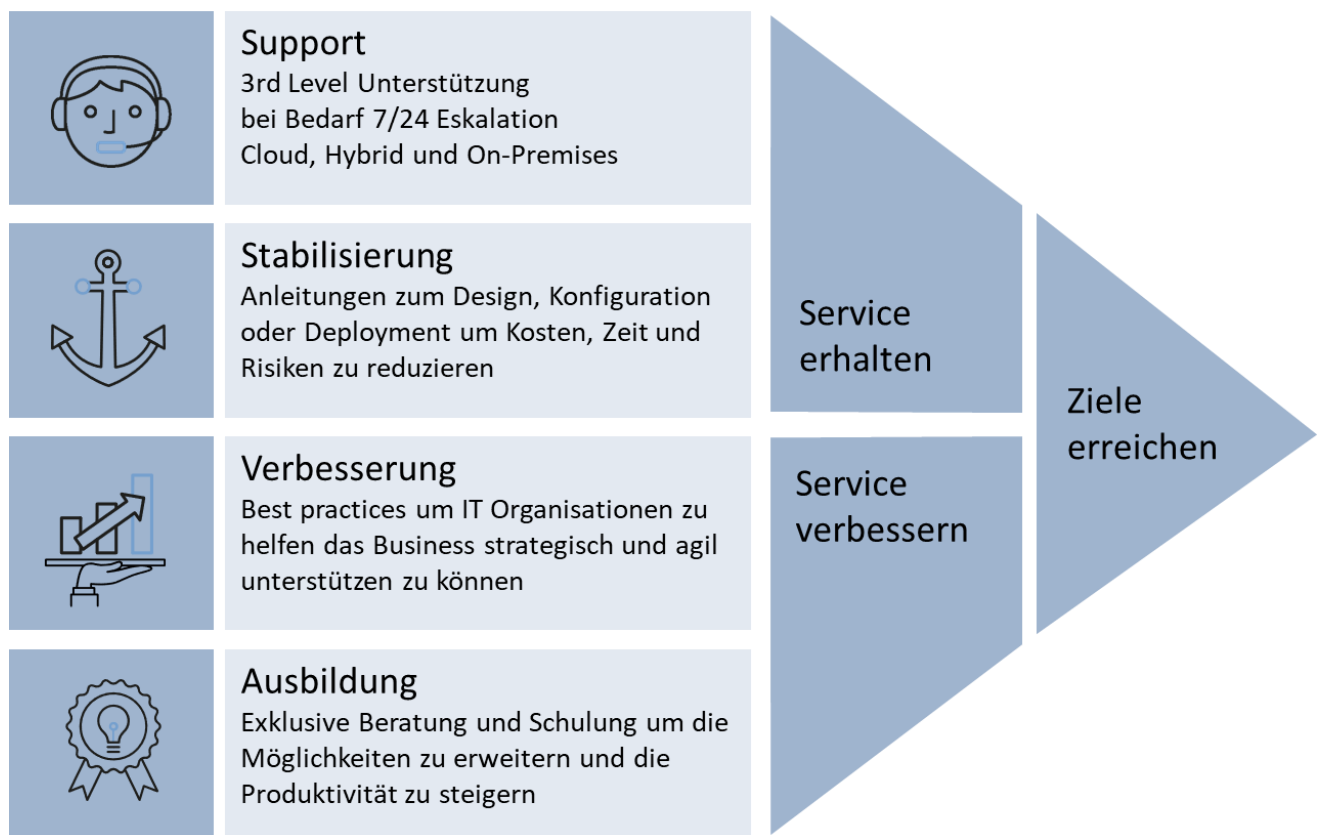 Support
3rd Level Unterstützung
bei Bedarf 7/24 Eskalation
Cloud, Hybrid und On-Premises
Stabilisierung
Anleitungen zum Design, Konfiguration
oder Deployment um Kosten, Zeit und
Risiken zu reduzieren
Verbesserung
Best practices um IT Organisationen zu
helfen das Business strategisch und agil
unterstützen zu können
Ausbildung
Exklusive Beratung und Schulung um die
Möglichkeiten zu erweitern und die
Produktivität zu steigern
Service
erhalten
Service
verbessern
Ziele
erreichen